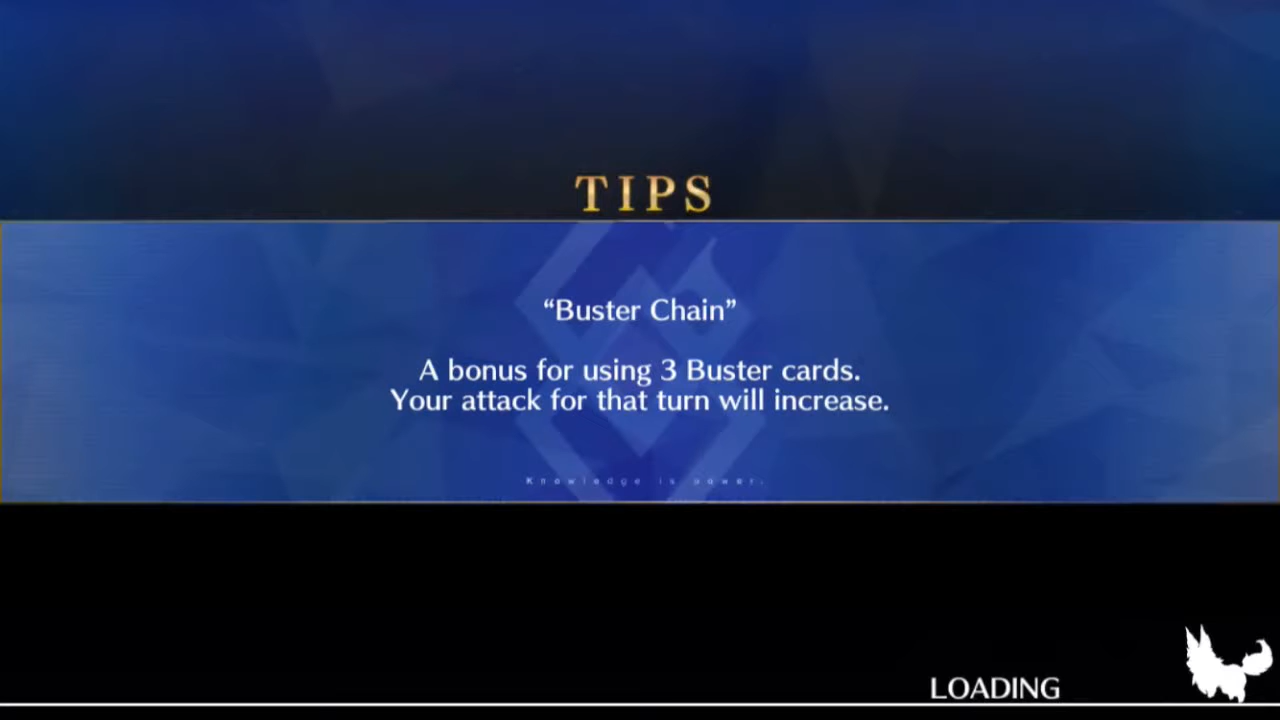 TIPS
“Buster Chain”
A bonus for using 3 Buster cards.
Your attack for that turn will increase.
Knowledge is power.
LOADING